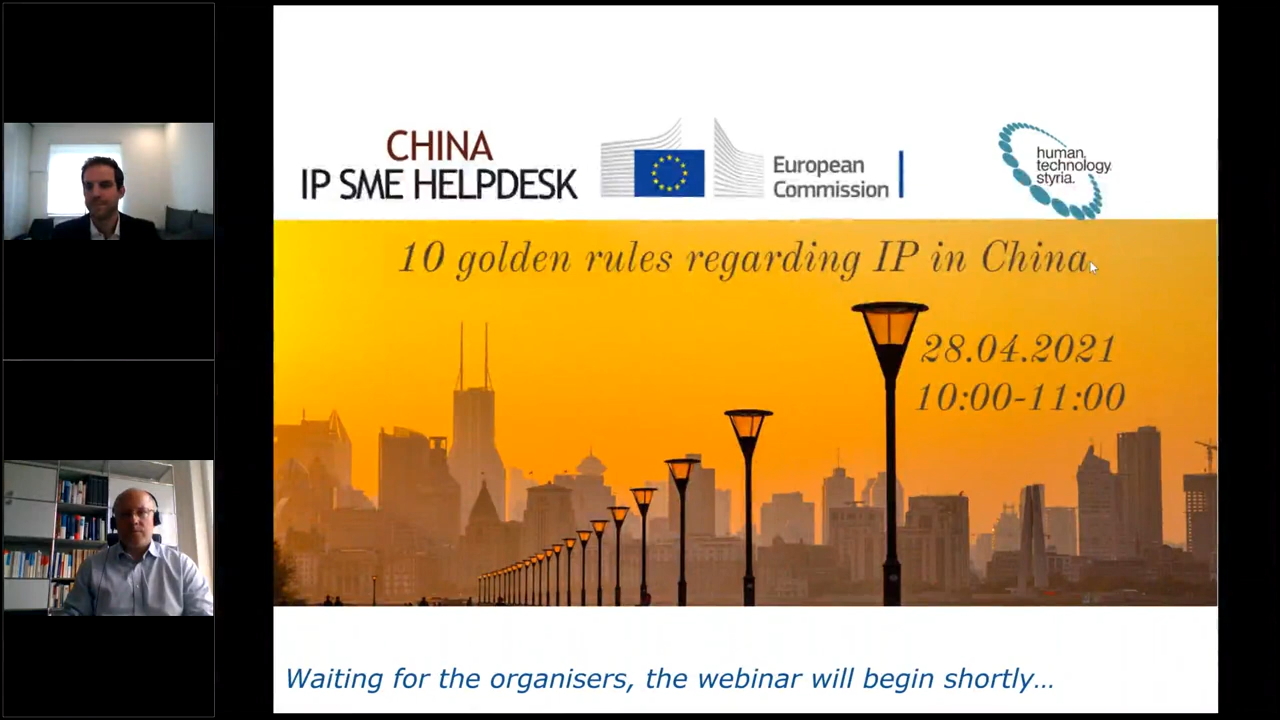 CHINA
IP SME HELPDESK
European
Commission
human.
technology
styria.
10 golden rules regarding IP in China
28.04.2021
10:00-11:00
Waiting for the organisers, the webinar will begin shortly...